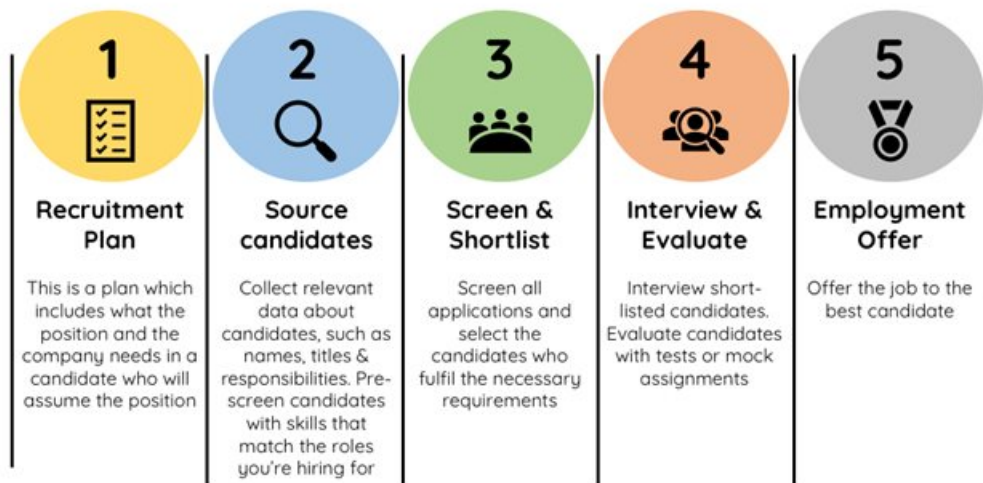 1
Recruitment
Plan
This is a plan which
includes what the
position and the
company needs in a
candidate who will
assume the position
2
Source
candidates
Collect relevant
data about
candidates, such as
names, titles &
responsibilities. Pre-
screen candidates
with skills that
match the roles
you're hiring for
3
Screen &
Shortlist
Screen all
applications and
select the
candidates who
fulfil the necessary
requirements
4
Interview &
Evaluate
Interview short-
listed candidates.
Evaluate candidates
with tests or mock
assignments
5
Employment
Offer
Offer the job to the
best candidate